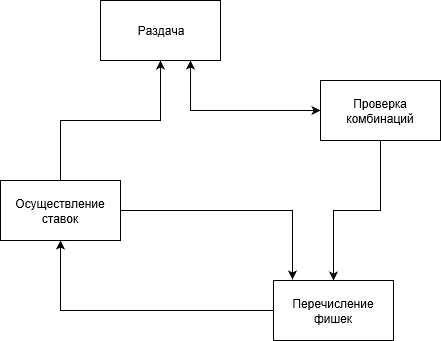 Раздача
Проверка
комбинаций
Осуществление
ставок
Перечисление
фишек